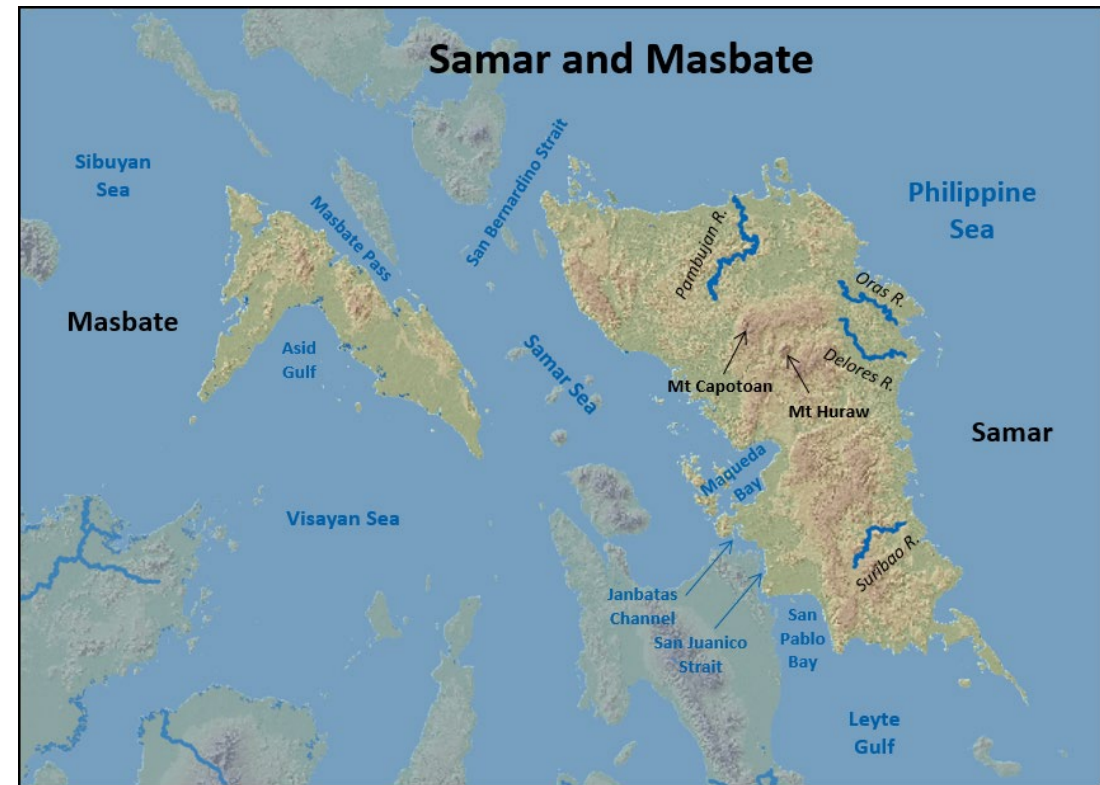 Samar and Masbate
Sibuyan
Sea
San Bernardino Strait
Philippine
Sea
Masbate Pass
Pambujan R.
Oras R.
Masbate
Asid
Gulf
Samar Sea
Delores R.
Mt Capotoan
Mt Huraw
Samar
Maqueda
Bay
Visayan Sea
Suribao R.
Janbatas
Channel
San Juanico
Strait
San
Pablo
Bay
Leyte
Gulf